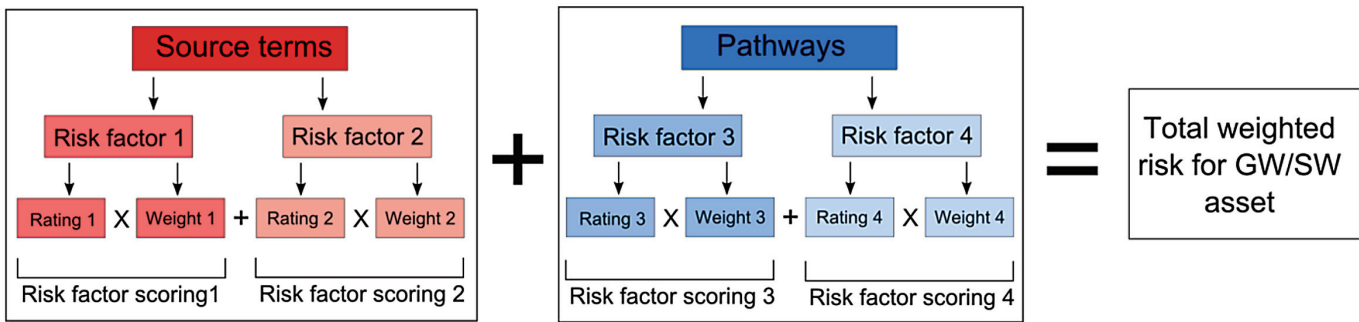 Source terms
Risk factor 1
Risk factor 2
Rating 1 X Weight 1 + Rating 2 X Weight 2
Risk factor scoring1
Risk factor scoring 2
+
Pathways
Risk factor 3
Risk factor 4
Rating 3 X Weight 3 + Rating 4 X Weight 4
Risk factor scoring 3
Risk factor scoring 4
=
Total weighted
risk for GW/SW
asset